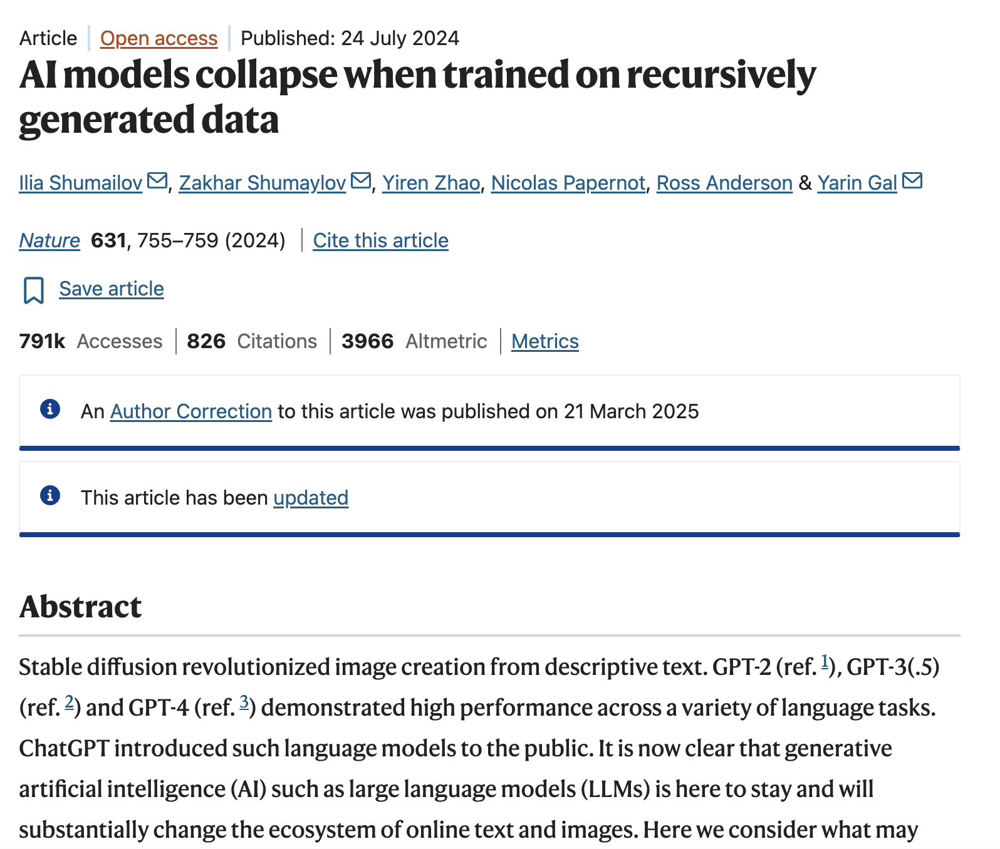 Article | Open access | Published: 24 July 2024
AI models collapse when trained on recursively
generated data
Ilia Shumailov, Zakhar Shumaylov, Yiren Zhao, Nicolas Papernot, Ross Anderson & Yarin Gal
Nature 631, 755–759 (2024) | Cite this article
Save article
791k Accesses | 826 Citations | 3966 Altmetric | Metrics
An Author Correction to this article was published on 21 March 2025
This article has been updated
Abstract
Stable diffusion revolutionized image creation from descriptive text. GPT-2 (ref. 1), GPT-3(.5)
(ref. 2) and GPT-4 (ref. 3) demonstrated high performance across a variety of language tasks.
ChatGPT introduced such language models to the public. It is now clear that generative
artificial intelligence (AI) such as large language models (LLMs) is here to stay and will
substantially change the ecosystem of online text and images. Here we consider what may